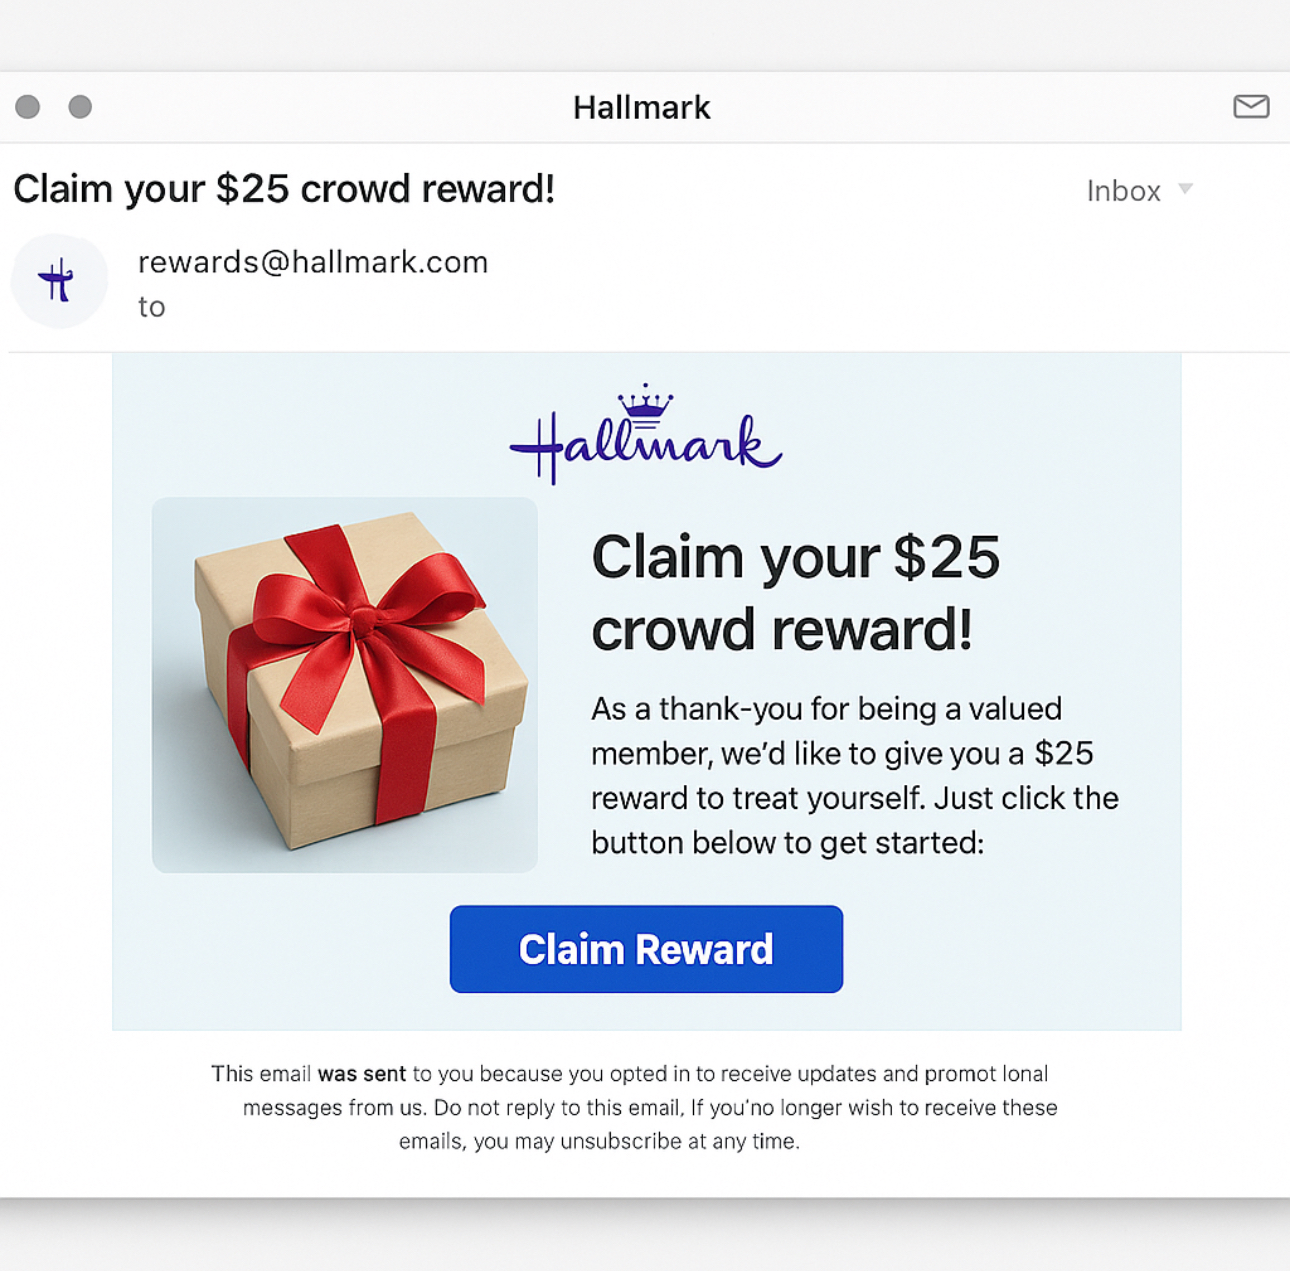 Hallmark
Claim your $25 crowd reward!
Inbox
rewards@hallmark.com
to
Hallmark
Claim your $25
crowd reward!
As a thank-you for being a valued
member, we’d like to give you a $25
reward to treat yourself. Just click the
button below to get started:
Claim Reward
This email was sent to you because you opted in to receive updates and promot lonal
messages from us. Do not reply to this email, If you’no longer wish to receive these
emails, you may unsubscribe at any time.